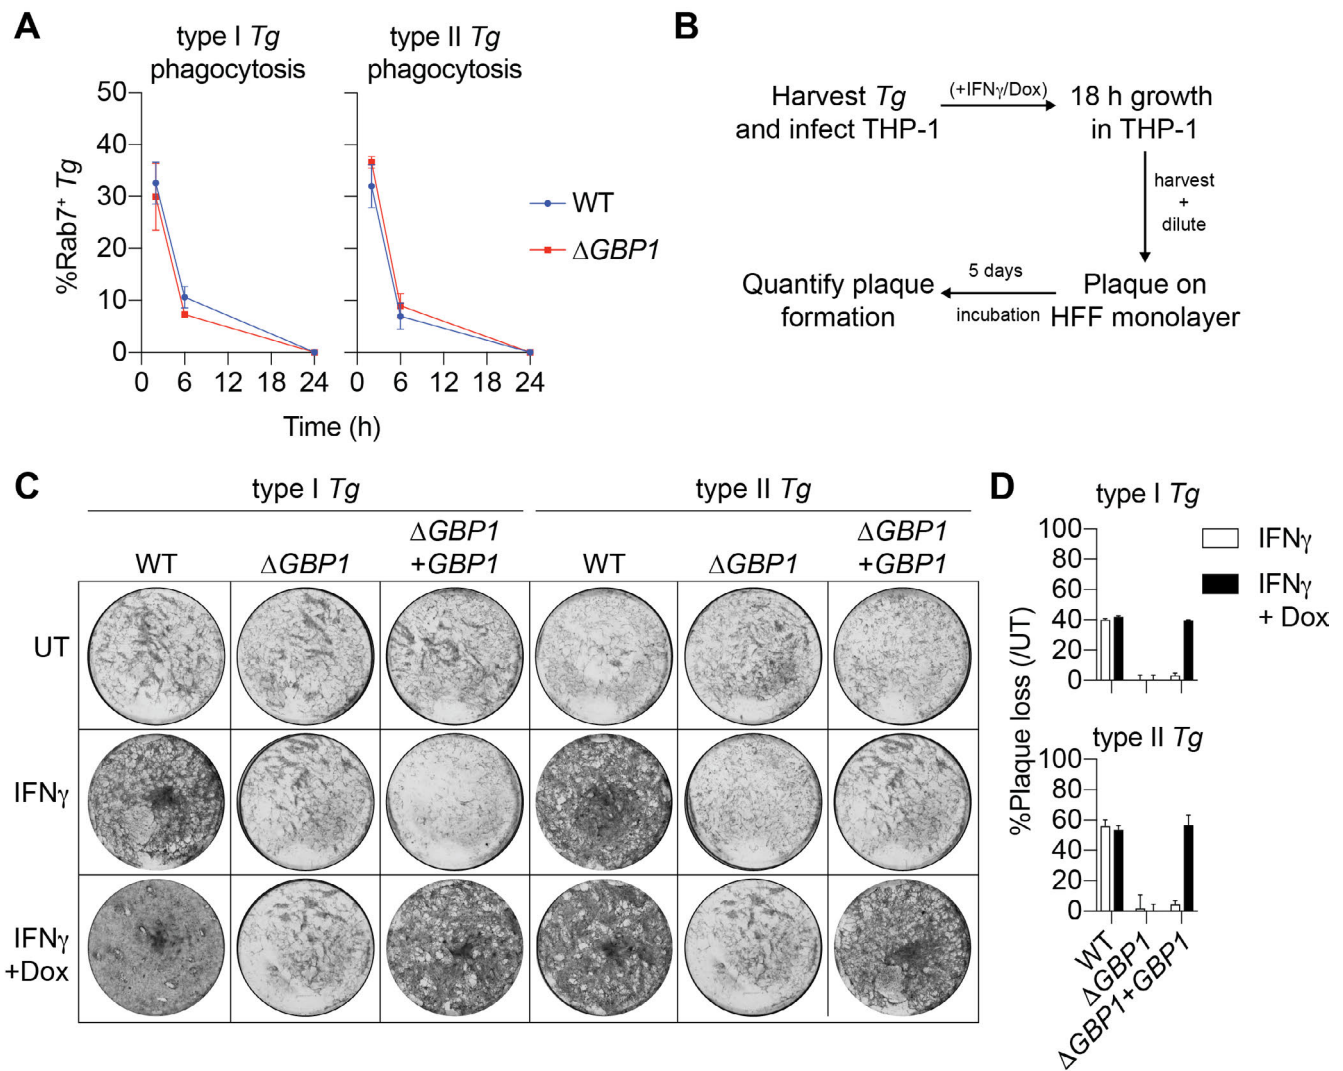 A
type I Tg
phagocytosis
type II Tg
phagocytosis
50
40
30
20
10
0
%Rab7⁺ Tg
0 6 12 18 24
0 6 12 18 24
Time (h)
WT
ΔGBP1
B
Harvest Tg
and infect THP-1
(+IFNγ/Dox)
18 h growth
in THP-1
harvest
+
dilute
Plaque on
HFF monolayer
5 days
incubation
Quantify plaque
formation
C
type I Tg
type II Tg
WT
ΔGBP1
ΔGBP1
+GBP1
WT
ΔGBP1
ΔGBP1
+GBP1
UT
IFNγ
IFNγ
+Dox
D
type I Tg
100
80
60
40
20
0
IFNγ
IFNγ
+ Dox
%Plaque loss (/UT)
type II Tg
100
80
60
40
20
0
WT
ΔGBP1
ΔGBP1+GBP1